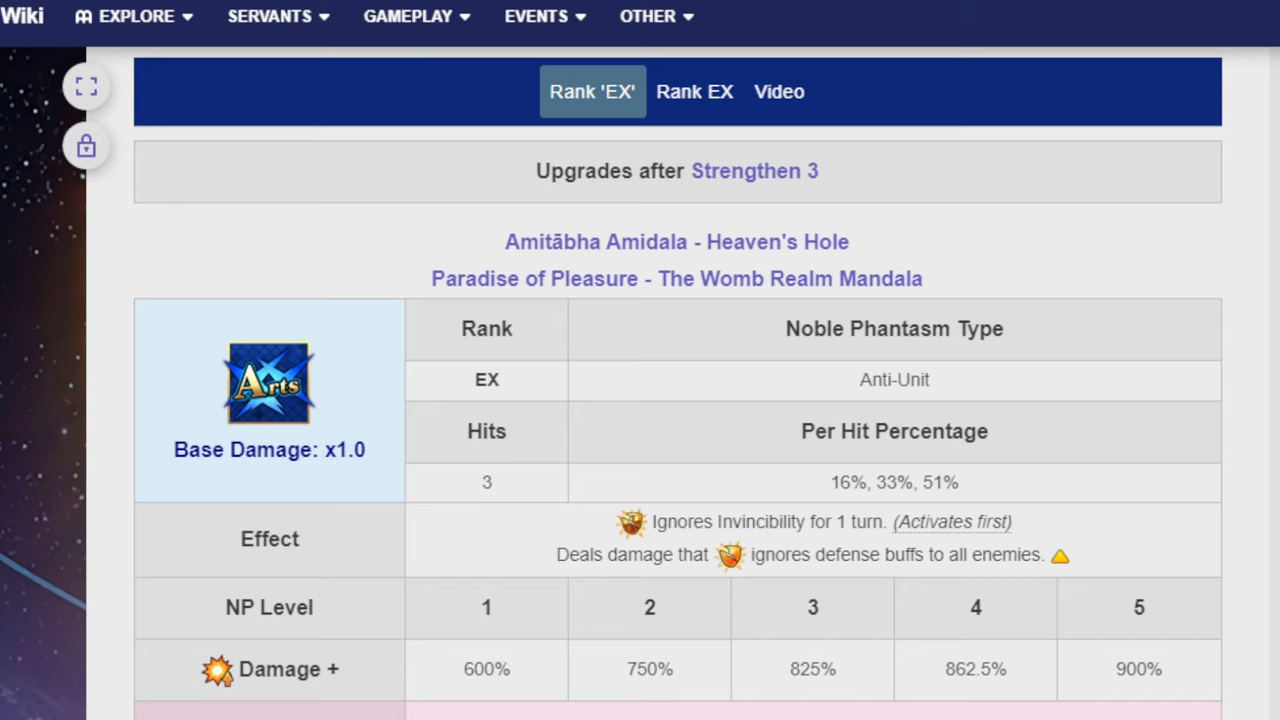 Wiki EXPLORE SERVANTS GAMEPLAY EVENTS OTHER
Rank 'EX' Rank EX Video
Upgrades after Strengthen 3
Amitābha Amidala - Heaven's Hole
Paradise of Pleasure - The Womb Realm Mandala
Rank Noble Phantasm Type
Arts
EX Anti-Unit
Base Damage: x1.0
Hits Per Hit Percentage
3 16%, 33%, 51%
Effect
Ignores Invincibility for 1 turn. (Activates first)
Deals damage that ignores defense buffs to all enemies.
NP Level 1 2 3 4 5
Damage + 600% 750% 825% 862.5% 900%